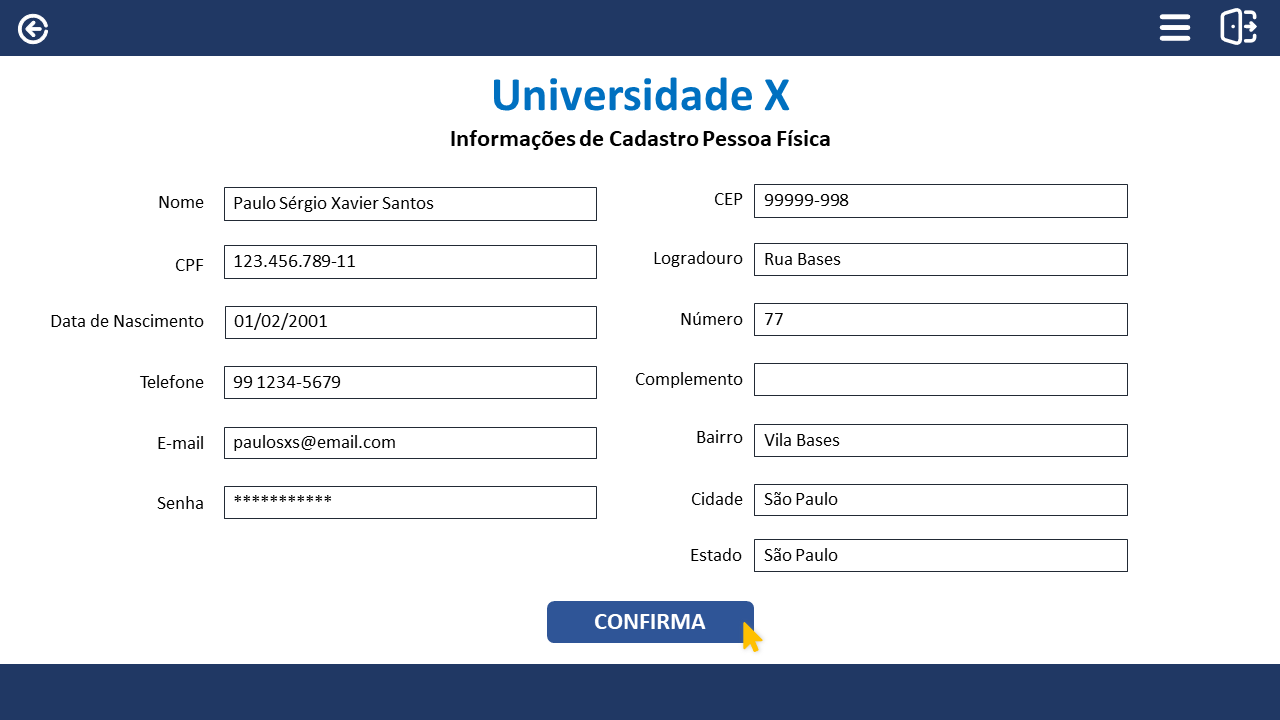 Universidade X
Informações de Cadastro Pessoa Física
Nome Paulo Sérgio Xavier Santos
CPF 123.456.789-11
Data de Nascimento 01/02/2001
Telefone 99 1234-5679
E-mail paulosxs@email.com
Senha ***********
CEP 99999-998
Logradouro Rua Bases
Número 77
Complemento
Bairro Vila Bases
Cidade São Paulo
Estado São Paulo
CONFIRMA